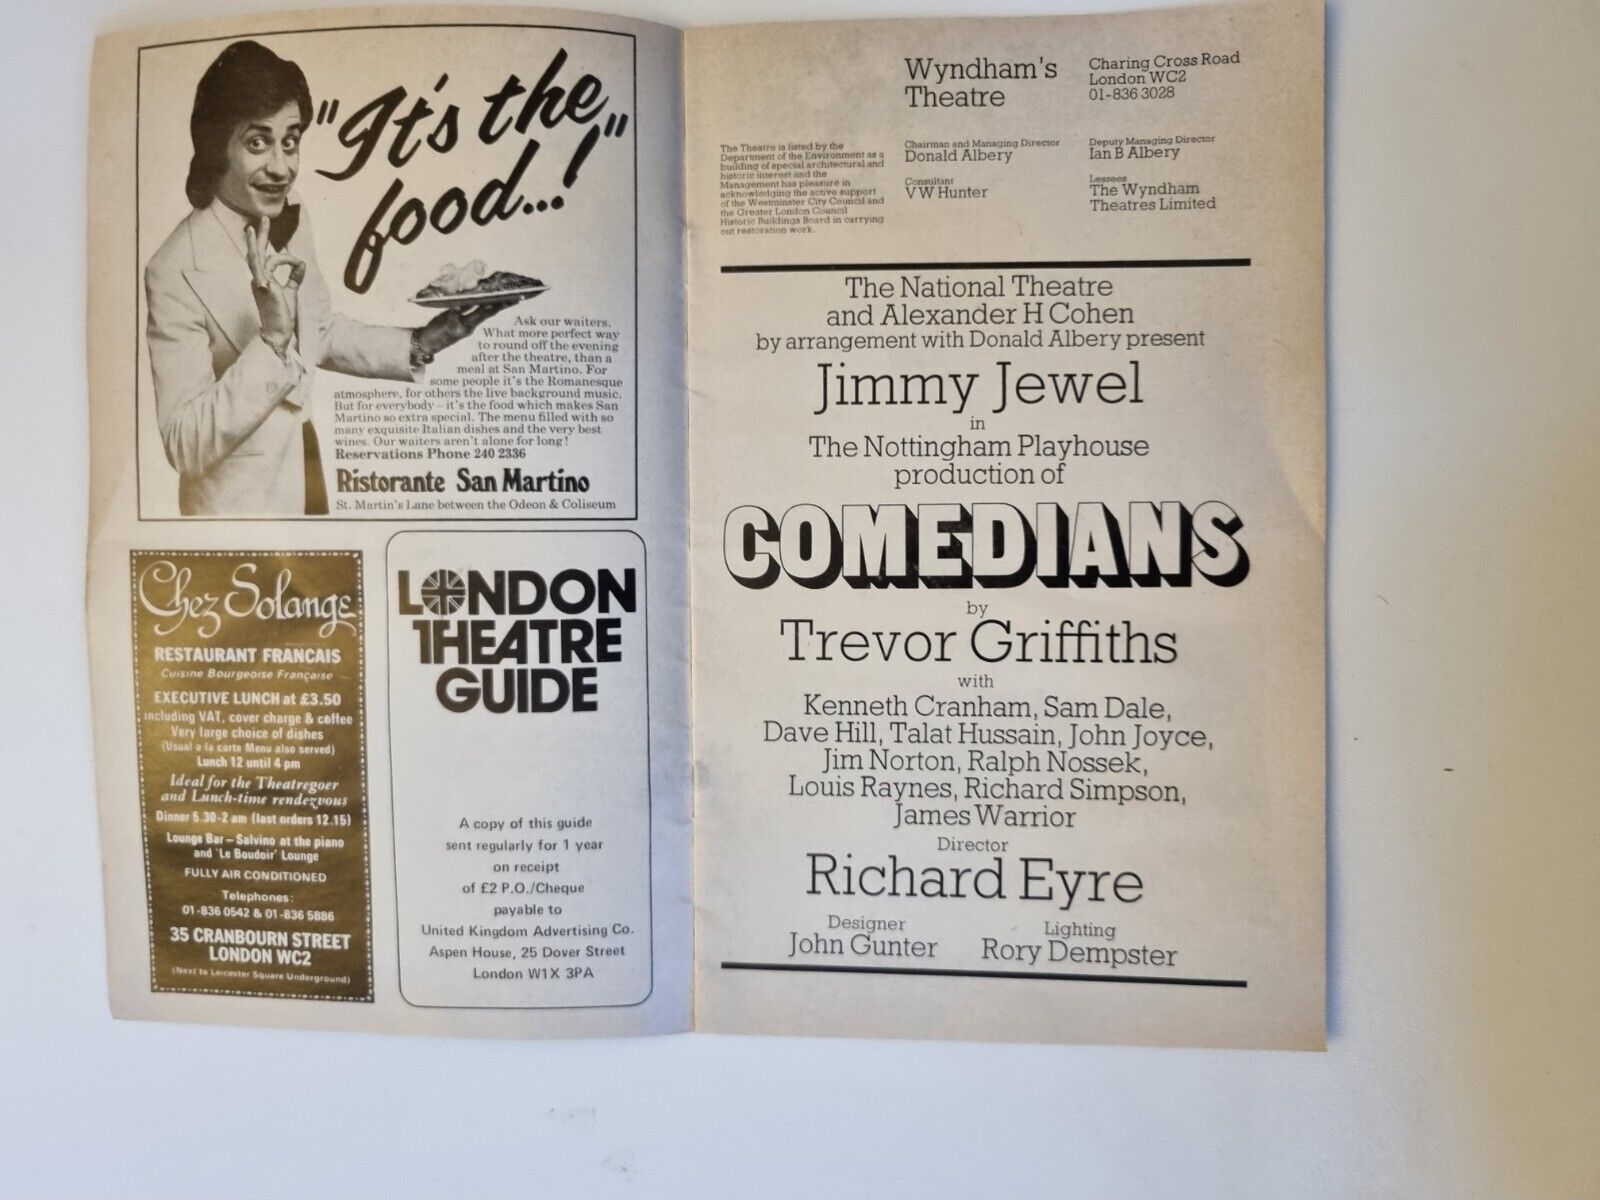 "It's the
food...!"
Ask our waiters.
What more perfect way
to round off the evening
after the theatre, than a
meal at San Martino. For
some people it's the Romanesque
atmosphere, for others the live background music.
But for everybody – it's the food which makes San
Martino so extra special. The menu filled with so
many exquisite Italian dishes and the very best
wines. Our waiters aren't alone for long!
Reservations Phone 240 2336
Ristorante San Martino
St. Martin's Lane between the Odeon & Coliseum
Chez Solange
RESTAURANT FRANCAIS
Cuisine Bourgeoise Française
EXECUTIVE LUNCH at £3.50
including VAT, cover charge & coffee
Very large choice of dishes
(Usual a la carte Menu also served)
Lunch 12 until 4 pm
Ideal for the Theatregoer
and Lunch-time rendezvous
Dinner 5.30-2 am (last orders 12.15)
Lounge Bar – Salvino at the piano
and 'Le Boudoir' Lounge
FULLY AIR CONDITIONED
Telephones:
01-836 0542 & 01-836 5886
35 CRANBOURN STREET
LONDON WC2
(Next to Leicester Square Underground)
LONDON
THEATRE
GUIDE
A copy of this guide
sent regularly for 1 year
on receipt
of £2 P.O./Cheque
payable to
United Kingdom Advertising Co.
Aspen House, 25 Dover Street
London W1X 3PA
Wyndham's
Theatre
Charing Cross Road
London WC2
01-836 3028
The Theatre is listed by the
Department of the Environment as a
building of special architectural and
historic interest and the
Management has pleasure in
acknowledging the active support
of the Westminster City Council and
the Greater London Council
Historic Buildings Board in carrying
out restoration work.
Chairman and Managing Director
Donald Albery
Consultant
V W Hunter
Deputy Managing Director
Ian B Albery
Lessees
The Wyndham
Theatres Limited
The National Theatre
and Alexander H Cohen
by arrangement with Donald Albery present
Jimmy Jewel
in
The Nottingham Playhouse
production of
COMEDIANS
by
Trevor Griffiths
with
Kenneth Cranham, Sam Dale,
Dave Hill, Talat Hussain, John Joyce,
Jim Norton, Ralph Nossek,
Louis Raynes, Richard Simpson,
James Warrior
Director
Richard Eyre
Designer
John Gunter
Lighting
Rory Dempster